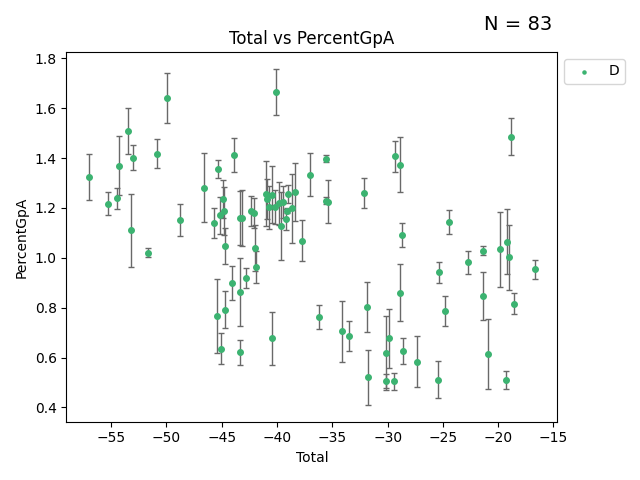 N = 83
Total vs PercentGpA
D
PercentGpA
1.8
1.6
1.4
1.2
1.0
0.8
0.6
0.4
−55 −50 −45 −40 −35 −30 −25 −20 −15
Total